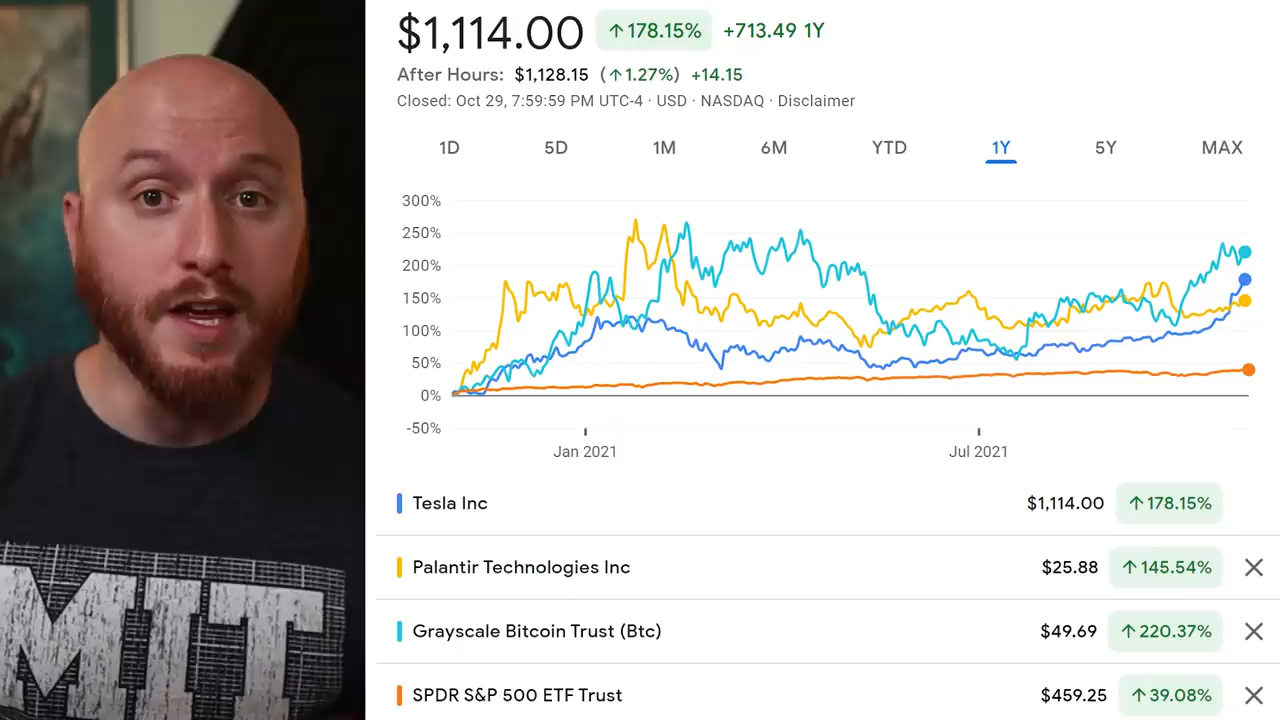 $1,114.00 ↑178.15% +713.49 1Y
After Hours: $1,128.15 (↑1.27%) +14.15
Closed: Oct 29, 7:59:59 PM UTC-4 · USD · NASDAQ · Disclaimer
1D 5D 1M 6M YTD 1Y 5Y MAX
300%
250%
200%
150%
100%
50%
0%
-50%
Jan 2021 Jul 2021
Tesla Inc $1,114.00 ↑178.15%
Palantir Technologies Inc $25.88 ↑145.54%
Grayscale Bitcoin Trust (Btc) $49.69 ↑220.37%
SPDR S&P 500 ETF Trust $459.25 ↑39.08%
MIT